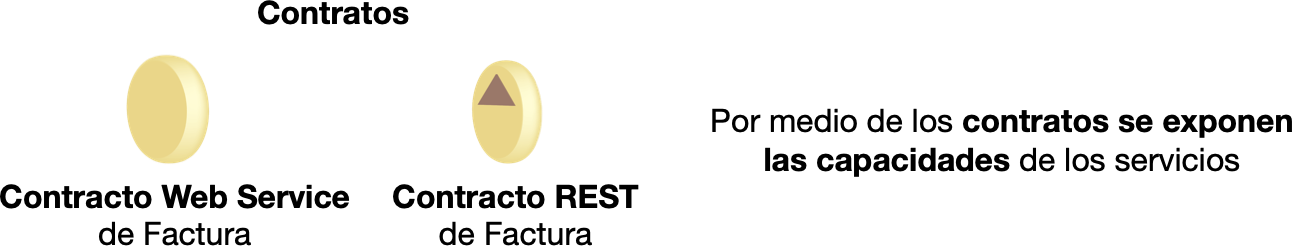 Contratos
Contracto Web Service
de Factura
Contracto REST
de Factura
Por medio de los contratos se exponen
las capacidades de los servicios